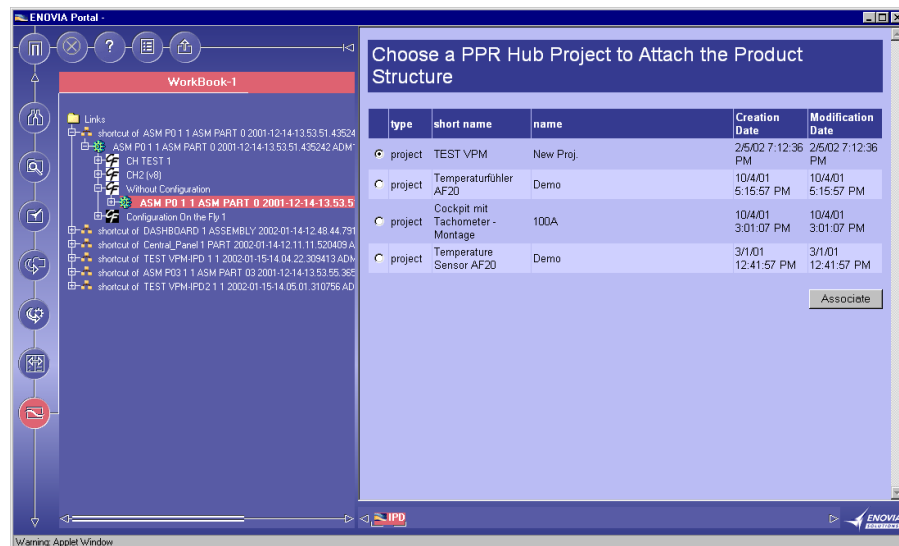 ENOVIA Portal -
WorkBook-1
Links
shortcut of ASM P0 1 1 ASM PART 0 2001-12-14-13.53.51.43524
ASM P0 1 1 ASM PART 0 2001-12-14-13.53.51.435242 ADM
CH TEST 1
CH2 (v8)
Without Configuration
ASM P0 1 1 ASM PART 0 2001-12-14-13.53.5
Configuration On the Fly 1
shortcut of DASHBOARD 1 ASSEMBLY 2002-01-14-12.48.44.791
shortcut of Central_Panel 1 PART 2002-01-14-12.11.11.520409 A
shortcut of TEST VPM-IPD 1 1 2002-01-15-14.04.22.309413 ADM
shortcut of ASM P03 1 1 ASM PART 03 2001-12-14-13.53.55.365
shortcut of TEST VPM-IPD2 1 1 2002-01-15-14.05.01.310756 AD
Choose a PPR Hub Project to Attach the Product
Structure
type short name name Creation Date Modification Date
project TEST VPM New Proj. 2/5/02 7:12:36 PM 2/5/02 7:12:36 PM
project Temperaturfühler AF20 Demo 10/4/01 5:15:57 PM 10/4/01 5:15:57 PM
project Cockpit mit Tachometer - Montage 100A 10/4/01 3:01:07 PM 10/4/01 3:01:07 PM
project Temperature Sensor AF20 Demo 3/1/01 12:41:57 PM 3/1/01 12:41:57 PM
Associate
IPD
ENOVIA
SOLUTIONS
Warning: Applet Window